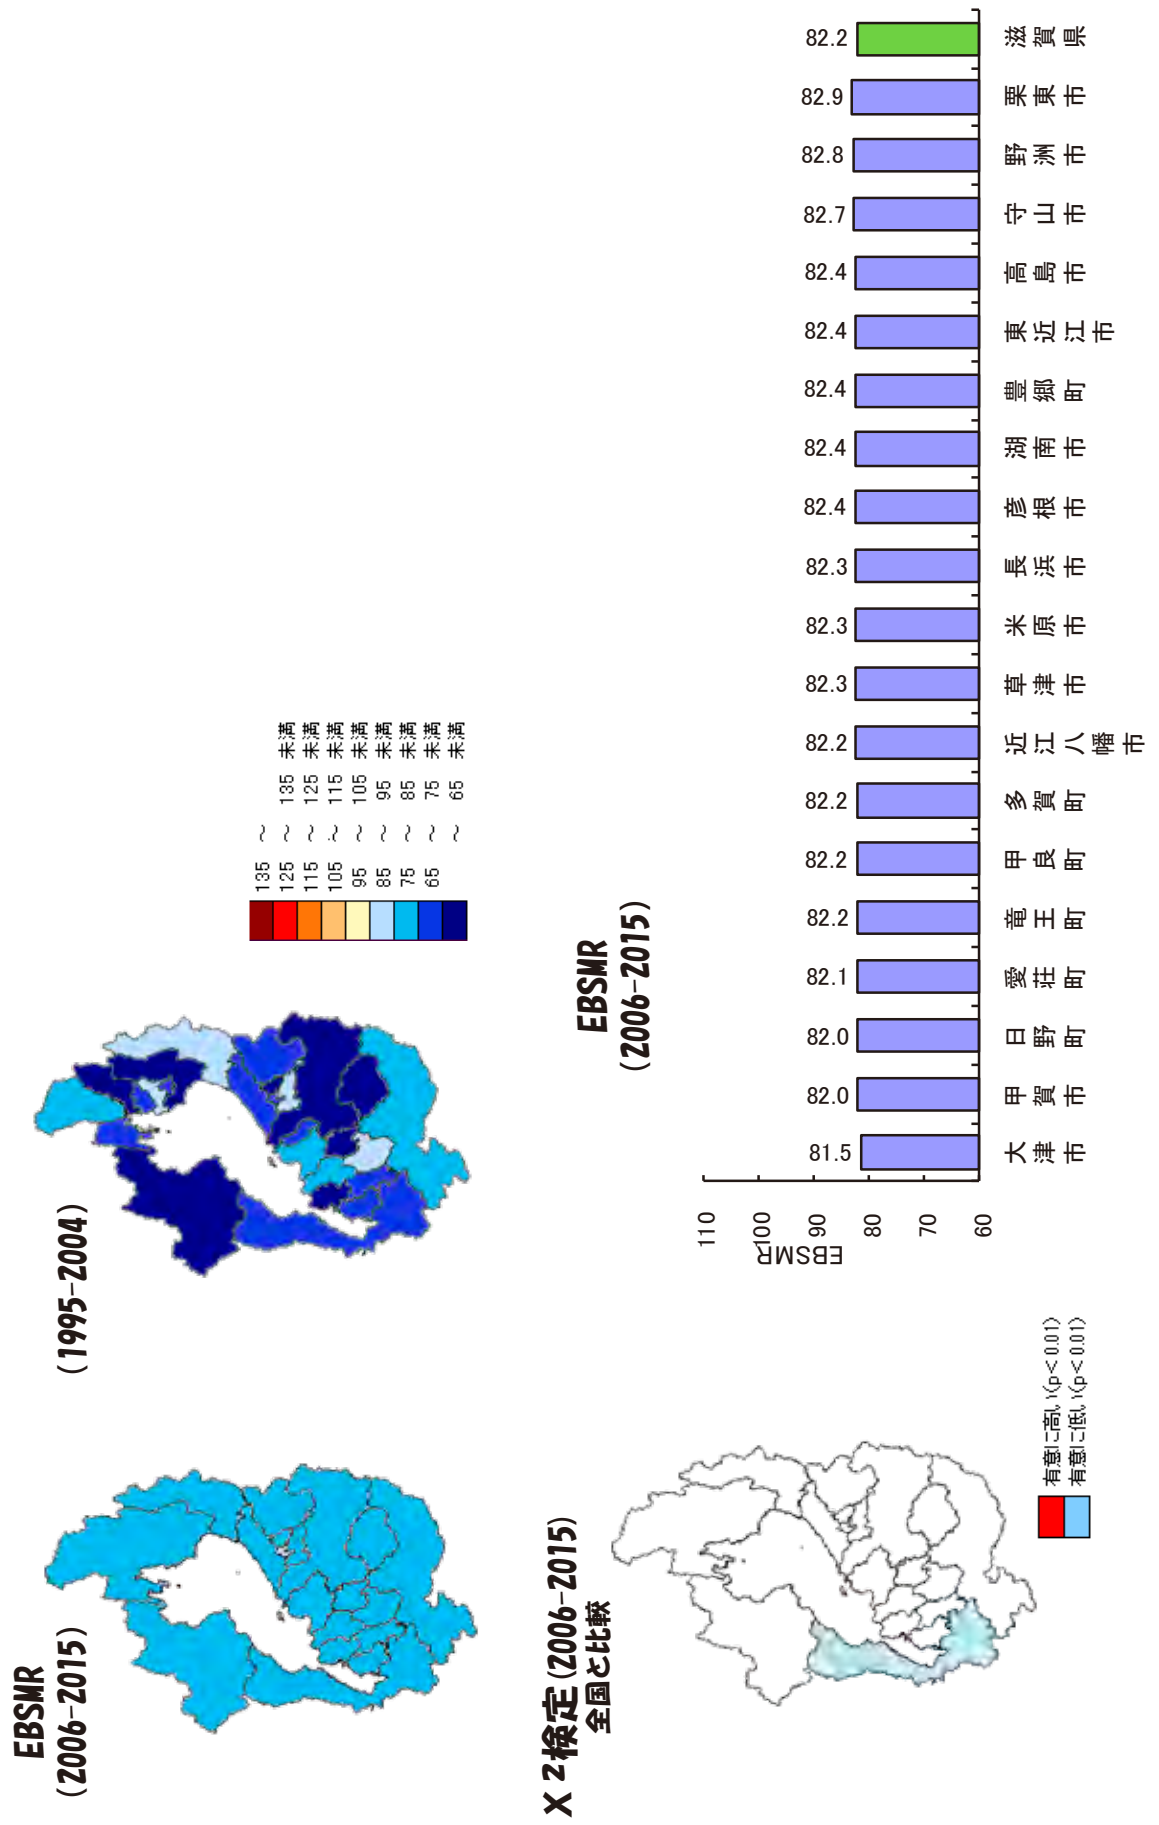 EBSMR
(2006-2015)
(1995-2004)
135 ～
125 ～ 135 未満
115 ～ 125 未満
105 ～ 115 未満
95 ～ 105 未満
85 ～ 95 未満
75 ～ 85 未満
65 ～ 75 未満
～ 65 未満
X2検定(2006-2015)
全国と比較
有意に高い(p<0.01)
有意に低い(p<0.01)
EBSMR
(2006-2015)
EBSMR
110
100
90
80
70
60
81.5
82.0
82.0
82.1
82.2
82.2
82.2
82.2
82.3
82.3
82.3
82.4
82.4
82.4
82.4
82.4
82.7
82.8
82.9
82.2
大津市
甲賀市
日野町
愛荘町
竜王町
甲良町
多賀町
近江八幡市
草津市
米原市
長浜市
彦根市
湖南市
豊郷町
東近江市
高島市
守山市
野洲市
栗東市
滋賀県